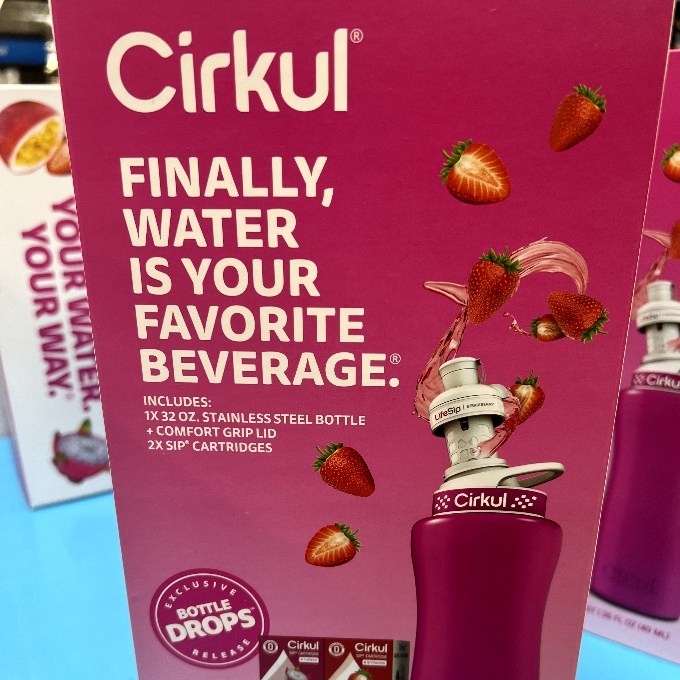 Cirkul®
FINALLY,
WATER
IS YOUR
FAVORITE
BEVERAGE.®
INCLUDES:
1X 32 OZ. STAINLESS STEEL BOTTLE
+ COMFORT GRIP LID
2X SIP® CARTRIDGES
LifeSip
Cirkul
EXCLUSIVE
BOTTLE
DROPS
RELEASE
Cirkul
Cirkul
YOUR WATER.
YOUR WAY.
LifeSip
Cirkul